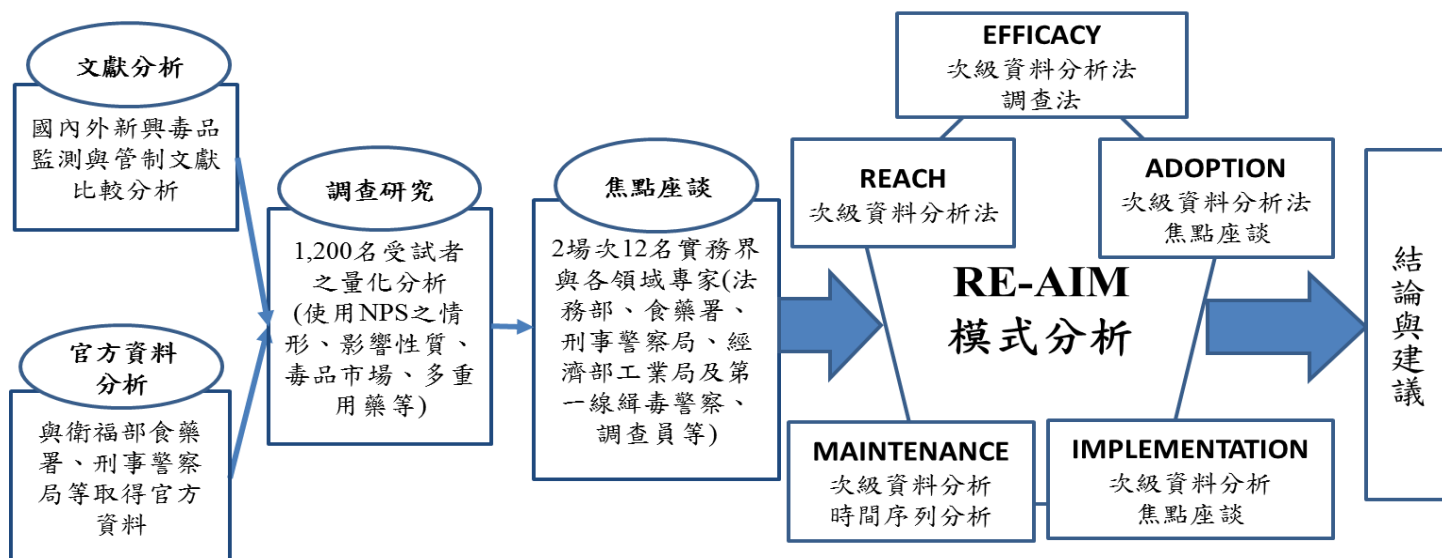 文獻分析
國內外新興毒品
監測與管制文獻
比較分析
官方資料
分析
與衛福部食藥
署、刑事警察
局等取得官方
資料
調查研究
1,200名受試者
之量化分析
(使用NPS之情
形、影響性質、
毒品市場、多重
用藥等)
焦點座談
2場次12名實務界
與各領域專家(法
務部、食藥署、
刑事警察局、經
濟部工業局及第
一線緝毒警察、
調查員等)
EFFICACY
次級資料分析法
調查法
REACH
次級資料分析法
ADOPTION
次級資料分析法
焦點座談
RE-AIM
模式分析
MAINTENANCE
次級資料分析
時間序列分析
IMPLEMENTATION
次級資料分析
焦點座談
結論與建議